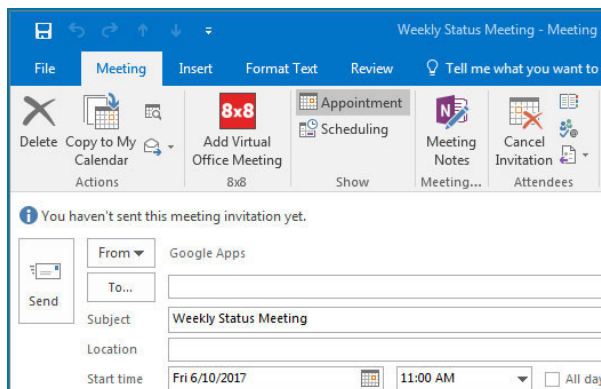 Weekly Status Meeting - Meeting
File Meeting Insert Format Text Review Tell me what you want to
Delete Copy to My Calendar
8x8
Add Virtual Office Meeting
Appointment
Scheduling
Meeting Notes
Cancel Invitation
Actions 8x8 Show Meeting... Attendees
You haven't sent this meeting invitation yet.
Send
From Google Apps
To...
Subject Weekly Status Meeting
Location
Start time Fri 6/10/2017 11:00 AM All day